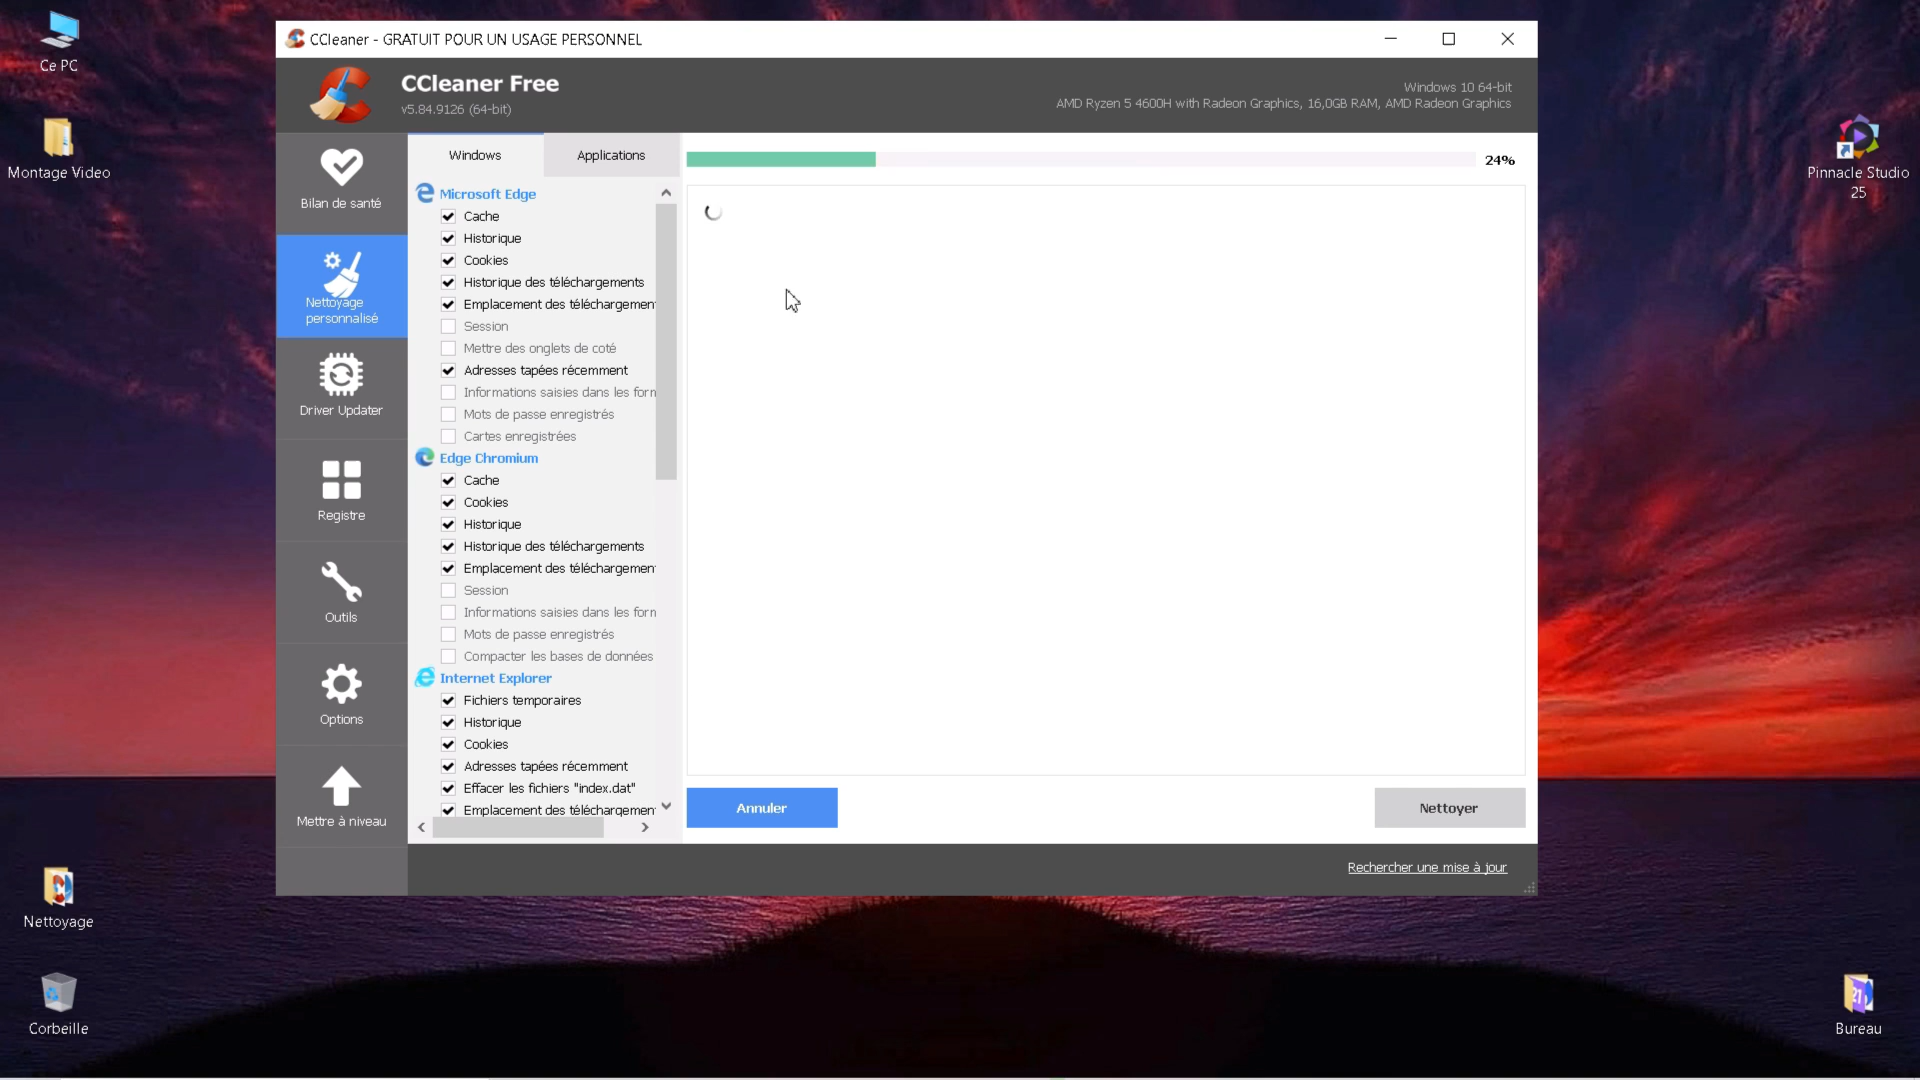 Ce PC
Montage Video
Nettoyage
Corbeille
CCleaner - GRATUIT POUR UN USAGE PERSONNEL
CCleaner Free
v5.84.9126 (64-bit)
Windows 10 64-bit
AMD Ryzen 5 4600H with Radeon Graphics, 16,0GB RAM, AMD Radeon Graphics
Bilan de santé
Nettoyage
personnalisé
Driver Updater
Registre
Outils
Options
Mettre à niveau
Windows
Applications
Microsoft Edge
Cache
Historique
Cookies
Historique des téléchargements
Emplacement des téléchargemen
Session
Mettre des onglets de coté
Adresses tapées récemment
Informations saisies dans les form
Mots de passe enregistrés
Cartes enregistrées
Edge Chromium
Cache
Cookies
Historique
Historique des téléchargements
Emplacement des téléchargemen
Session
Informations saisies dans les form
Mots de passe enregistrés
Compacter les bases de données
Internet Explorer
Fichiers temporaires
Historique
Cookies
Adresses tapées récemment
Effacer les fichiers "index.dat"
Emplacement des téléchargemen
24%
Annuler
Nettoyer
Rechercher une mise à jour
Pinnacle Studio
25
Bureau